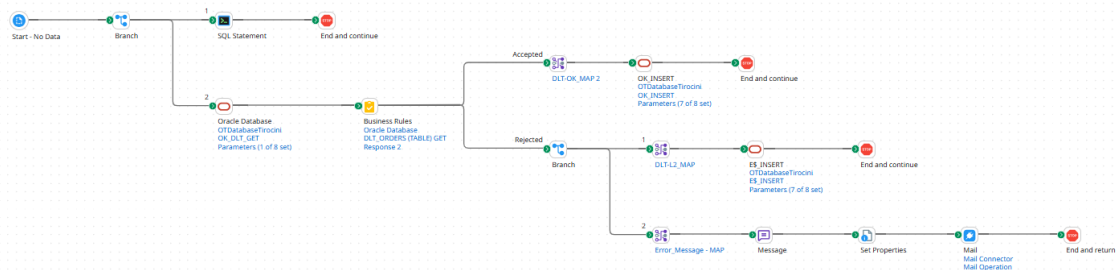 1
Start - No Data
Branch
SQL Statement
End and continue
2
Oracle Database
OTDatabaseTirocini
OK_DLT_GET
Parameters (1 of 8 set)
Business Rules
Oracle Database
DLT_ORDERS (TABLE) GET
Response 2
Accepted
DLT-OK_MAP 2
OK_INSERT
OTDatabaseTirocini
OK_INSERT
Parameters (7 of 8 set)
STOP
End and continue
Rejected
Branch
1
DLT-L2_MAP
E$_INSERT
OTDatabaseTirocini
E$_INSERT
Parameters (7 of 8 set)
STOP
End and continue
2
Error_Message - MAP
Message
Set Properties
Mail
Mail Connector
Mail Operation
STOP
End and return